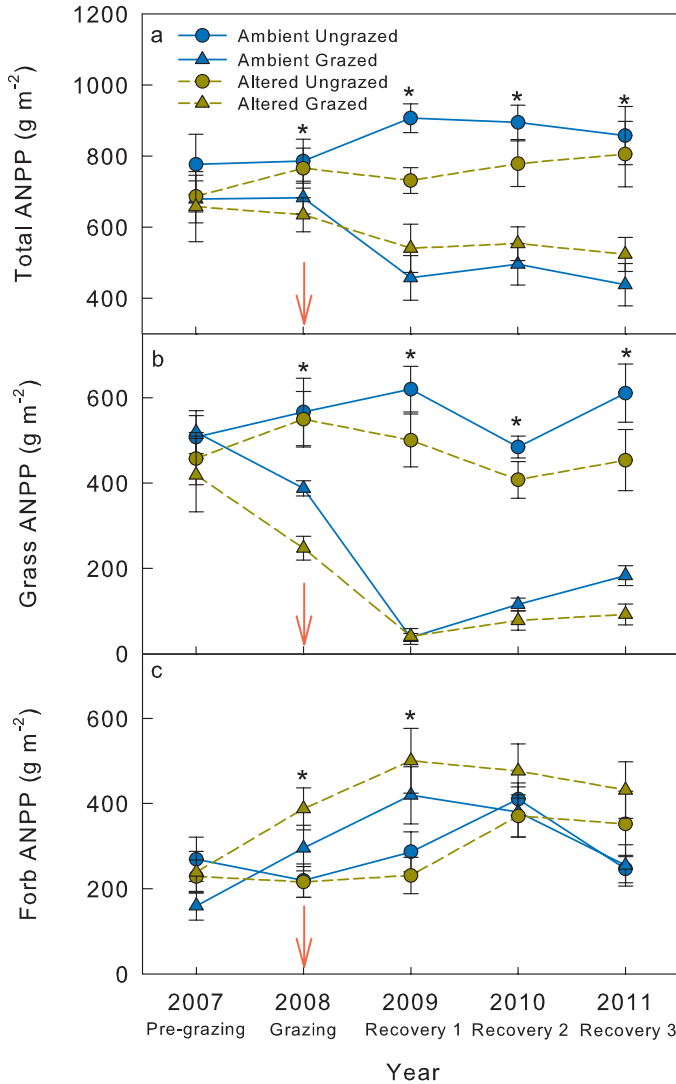 a
Ambient Ungrazed
Ambient Grazed
Altered Ungrazed
Altered Grazed
1200
1000
800
600
400
Total ANPP (g m-2)
*
*
*
*
b
600
400
200
0
Grass ANPP (g m-2)
*
*
*
*
c
600
400
200
0
Forb ANPP (g m-2)
*
*
2007 2008 2009 2010 2011
Pre-grazing Grazing Recovery 1 Recovery 2 Recovery 3
Year